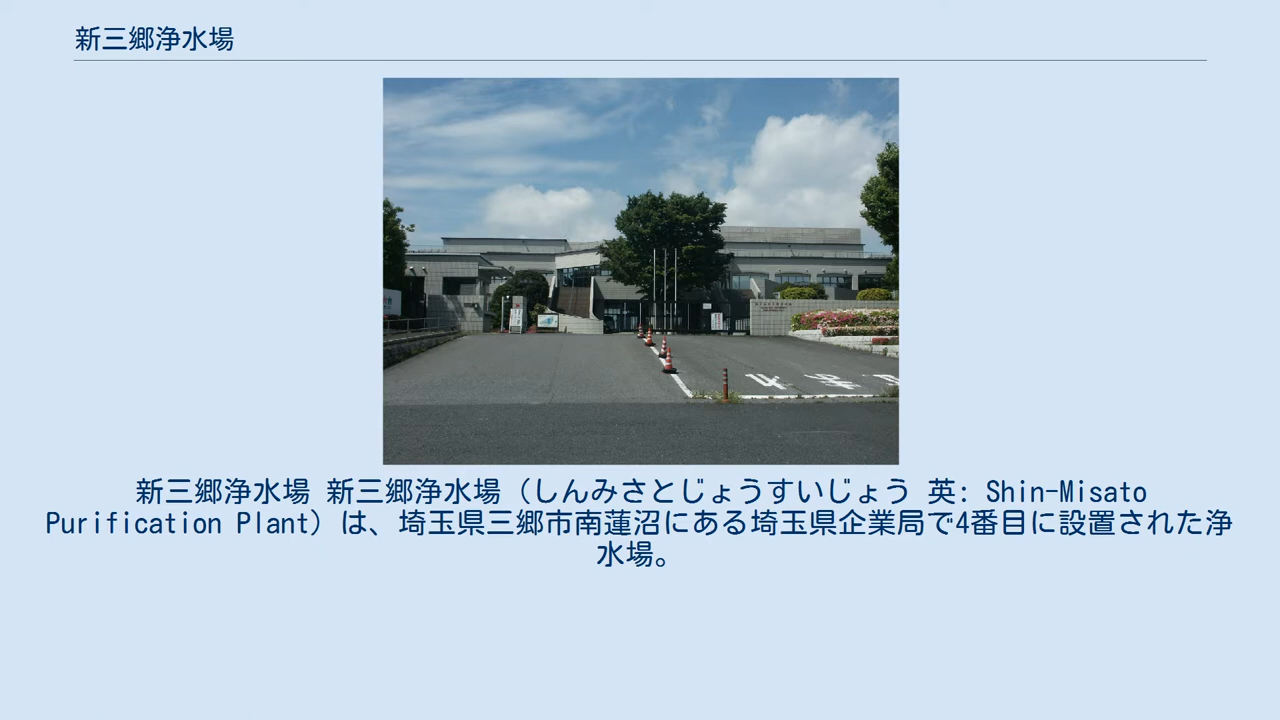 新三郷浄水場
新三郷浄水場 新三郷浄水場（しんみさとじょうすいじょう 英: Shin-Misato
Purification Plant）は、埼玉県三郷市南蓮沼にある埼玉県企業局で4番目に設置された浄
水場。